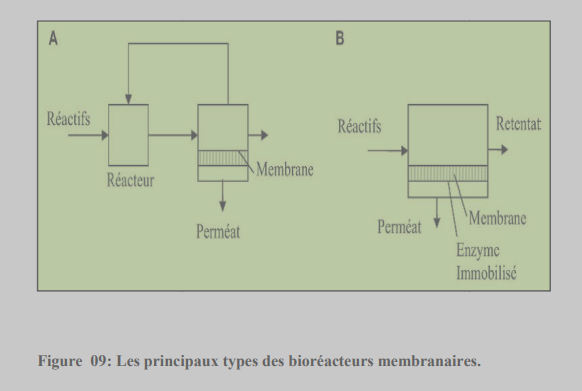 A
Réactifs
Réacteur
Membrane
Perméat
B
Réactifs
Retentat
Membrane
Perméat
Enzyme
Immobilisé
Figure 09: Les principaux types des bioréacteurs membranaires.